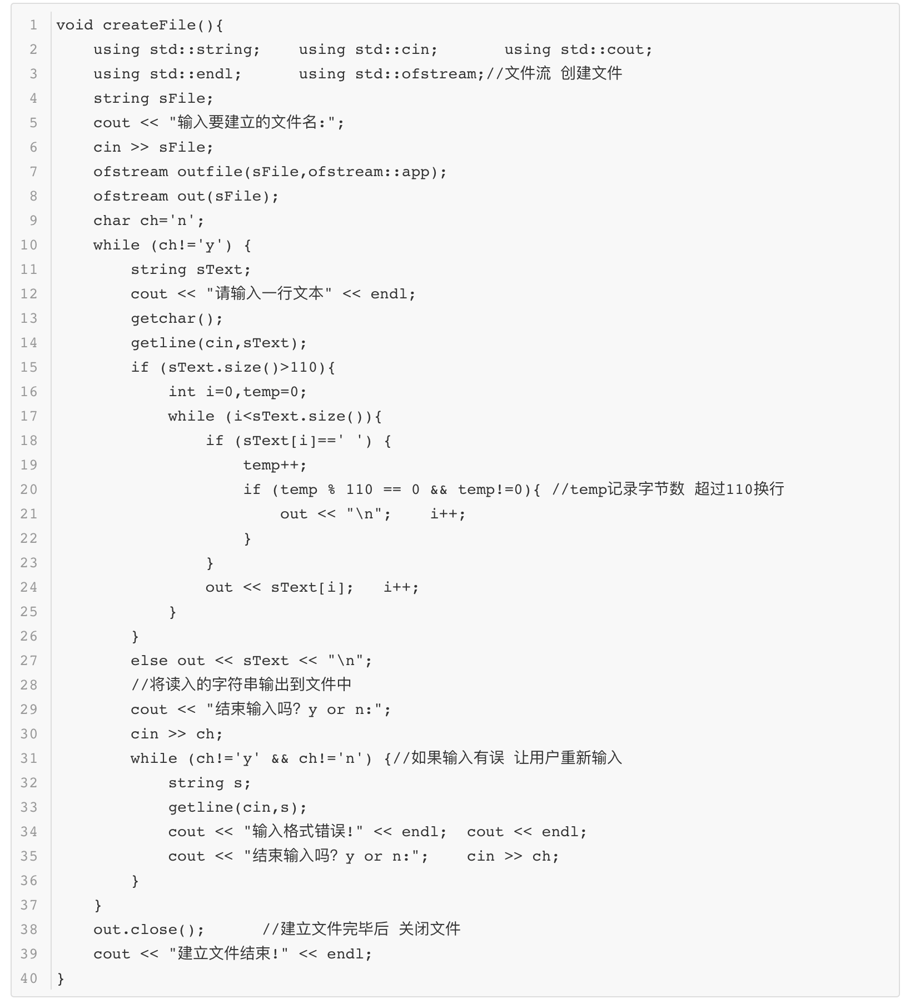 1 void createFile(){
2     using std::string;    using std::cin;       using std::cout;
3     using std::endl;      using std::ofstream;//文件流 创建文件
4     string sFile;
5     cout << "输入要建立的文件名:";
6     cin >> sFile;
7     ofstream outfile(sFile,ofstream::app);
8     ofstream out(sFile);
9     char ch='n';
10     while (ch!='y') {
11         string sText;
12         cout << "请输入一行文本" << endl;
13         getchar();
14         getline(cin,sText);
15         if (sText.size()>110){
16             int i=0,temp=0;
17             while (i<sText.size()){
18                 if (sText[i]==' ') {
19                     temp++;
20                     if (temp % 110 == 0 && temp!=0){ //temp记录字节数 超过110换行
21                         out << "\n";    i++;
22                     }
23                 }
24                 out << sText[i];   i++;
25             }
26         }
27         else out << sText << "\n";
28         //将读入的字符串输出到文件中
29         cout << "结束输入吗？y or n:";
30         cin >> ch;
31         while (ch!='y' && ch!='n') {//如果输入有误 让用户重新输入
32             string s;
33             getline(cin,s);
34             cout << "输入格式错误!" << endl;  cout << endl;
35             cout << "结束输入吗？y or n:";    cin >> ch;
36         }
37     }
38     out.close();      //建立文件完毕后 关闭文件
39     cout << "建立文件结束!" << endl;
40 }